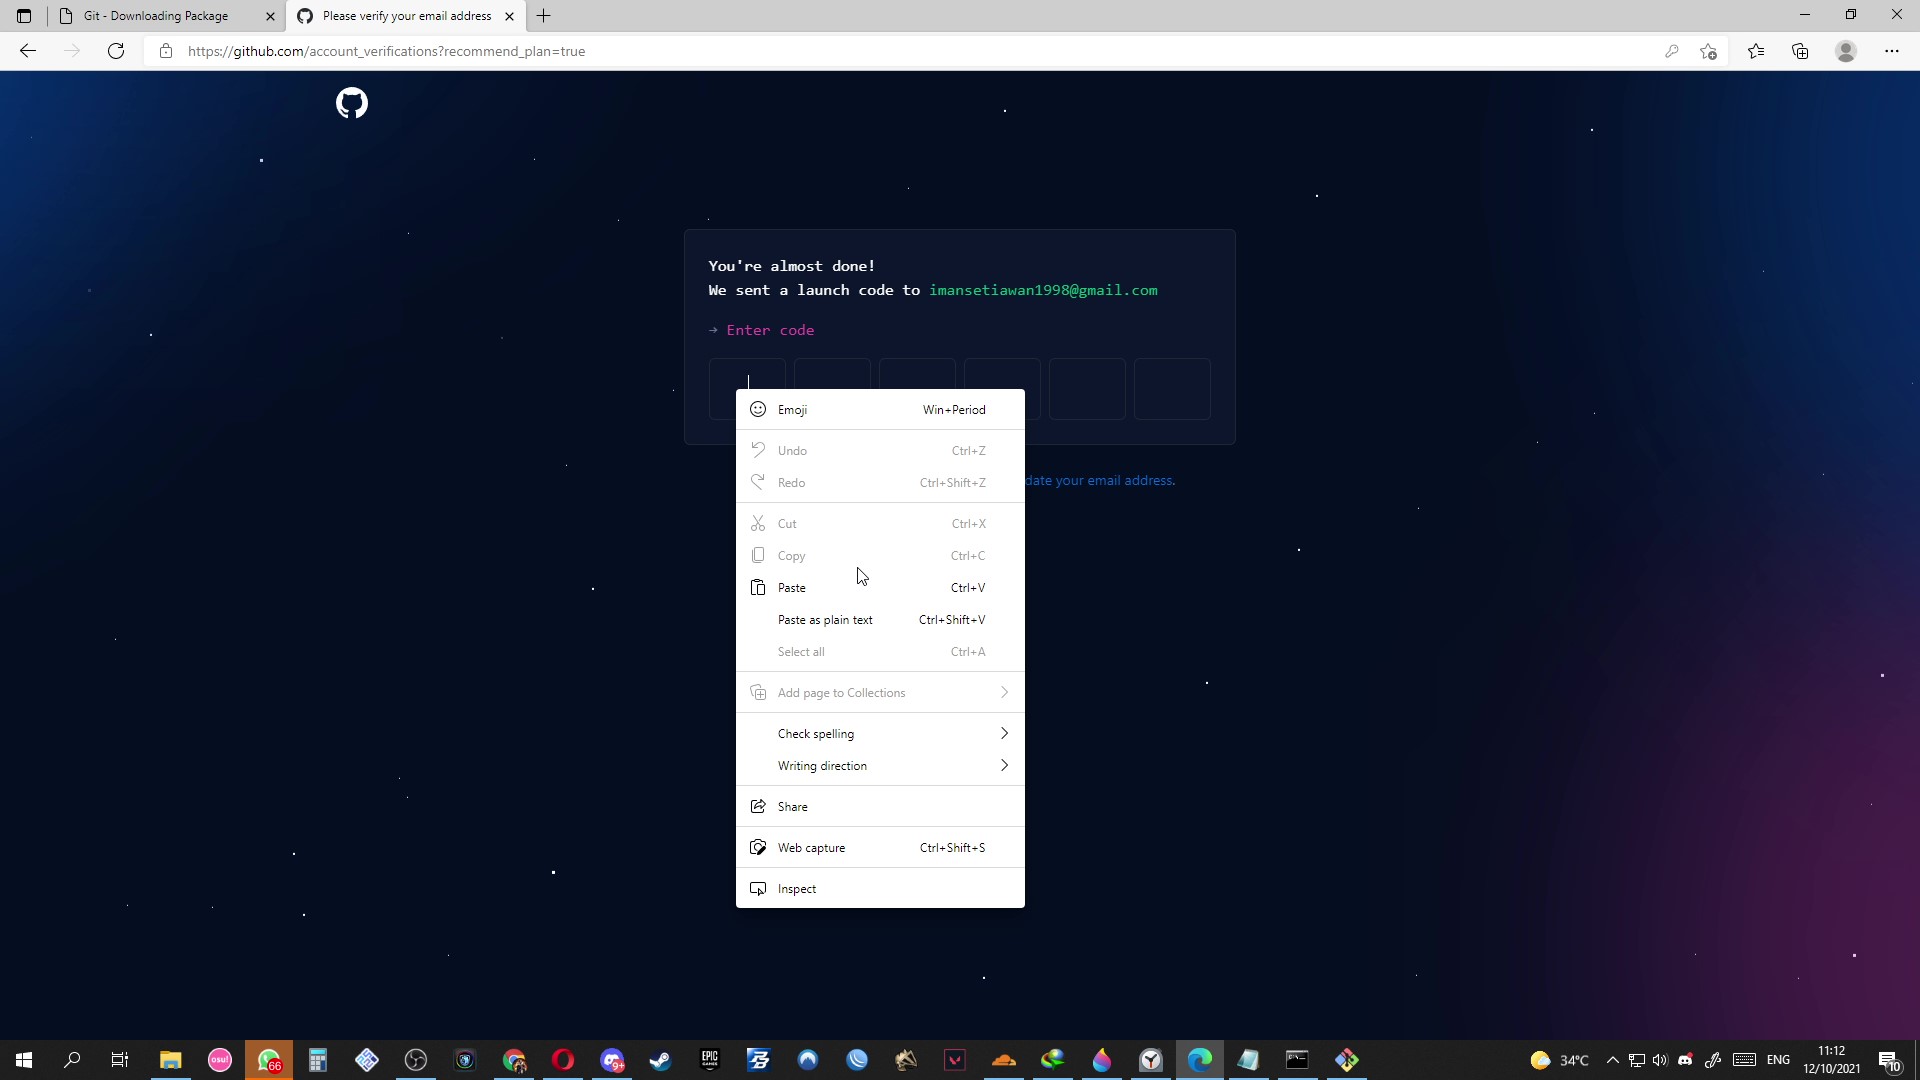 Git - Downloading Package
Please verify your email address
https://github.com/account_verifications?recommend_plan=true
You're almost done!
We sent a launch code to imansetiawan1998@gmail.com
→ Enter code
date your email address.
Emoji Win+Period
Undo Ctrl+Z
Redo Ctrl+Shift+Z
Cut Ctrl+X
Copy Ctrl+C
Paste Ctrl+V
Paste as plain text Ctrl+Shift+V
Select all Ctrl+A
Add page to Collections
Check spelling
Writing direction
Share
Web capture Ctrl+Shift+S
Inspect
osu!
66
9+
EPIC GAMES
34°C
ENG
11:12
12/10/2021
10